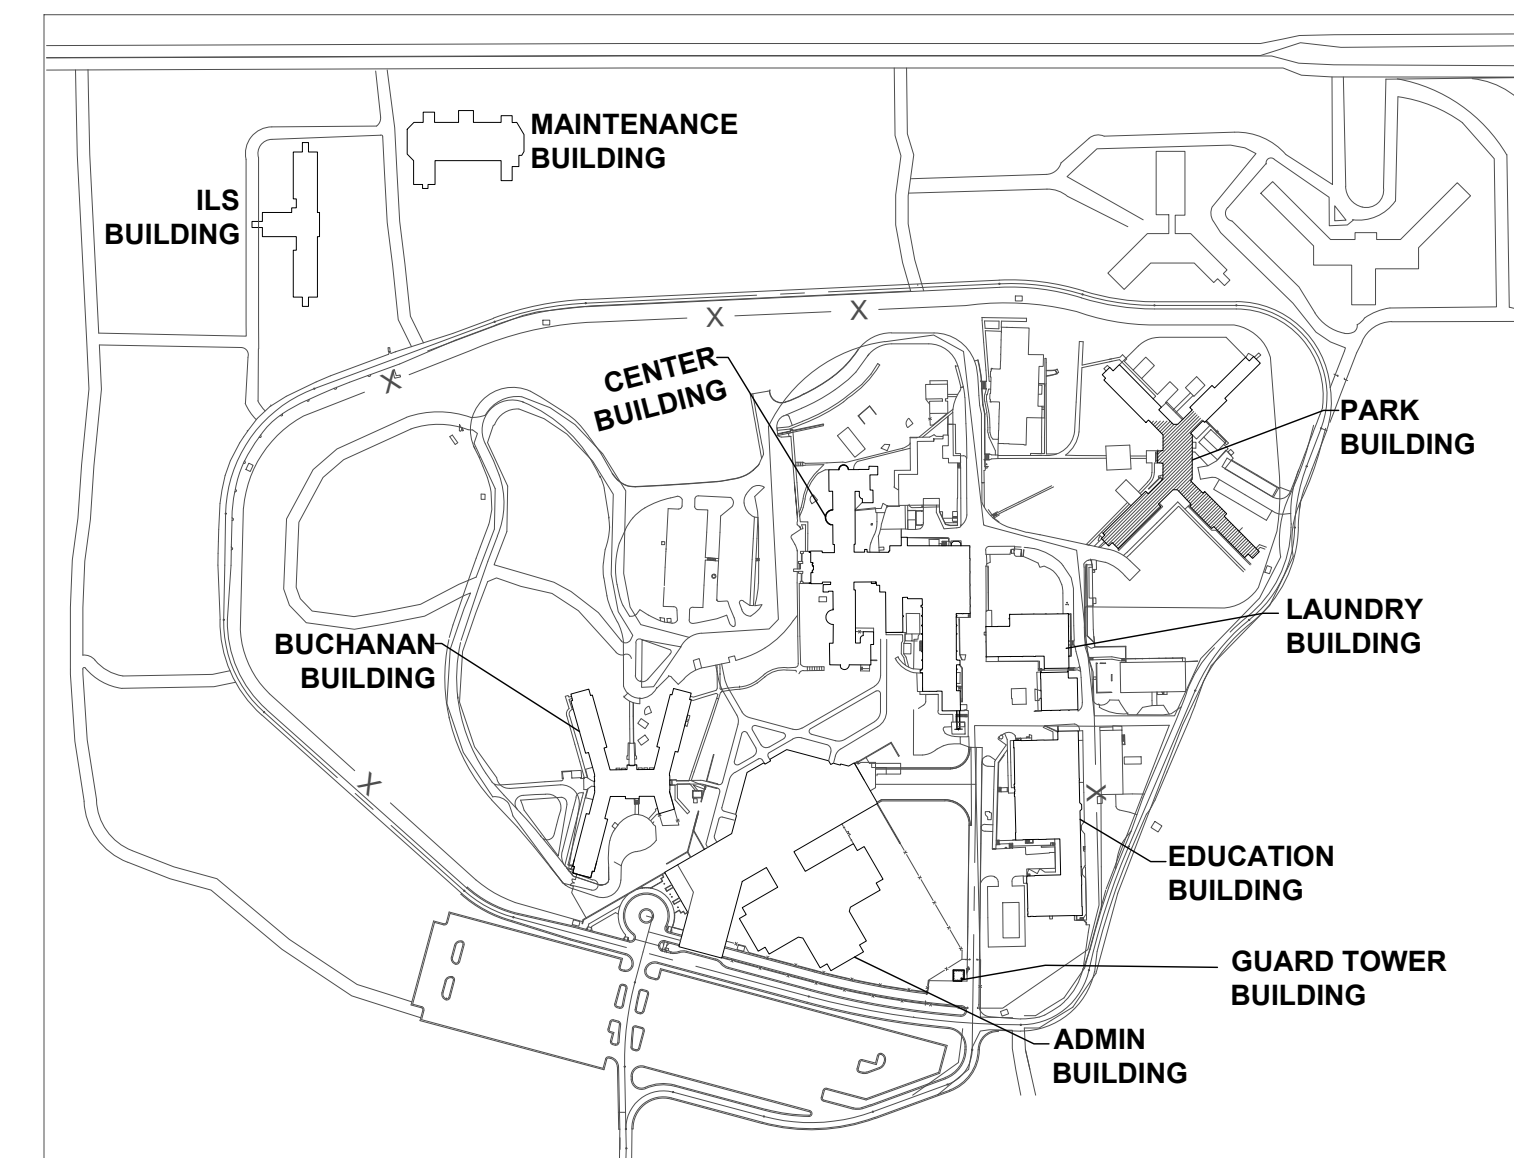 MAINTENANCE
BUILDING
ILS
BUILDING
X
X
X
CENTER
BUILDING
PARK
BUILDING
LAUNDRY
BUILDING
BUCHANAN
BUILDING
X
X
EDUCATION
BUILDING
GUARD TOWER
BUILDING
ADMIN
BUILDING